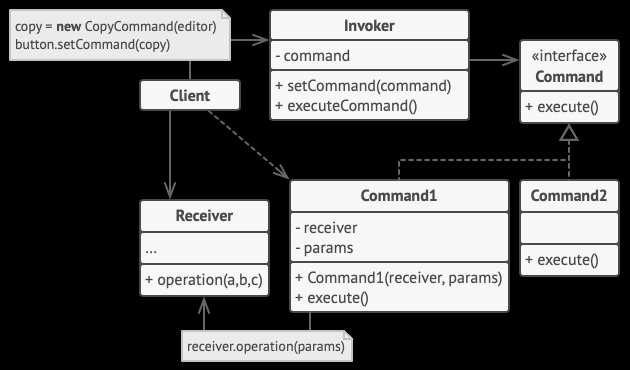 copy = new CopyCommand(editor)
button.setCommand(copy)
Invoker
- command
+ setCommand(command)
+ executeCommand()
«interface»
Command
+ execute()
Client
Receiver
...
+ operation(a,b,c)
Command1
- receiver
- params
+ Command1(receiver, params)
+ execute()
Command2
+ execute()
receiver.operation(params)